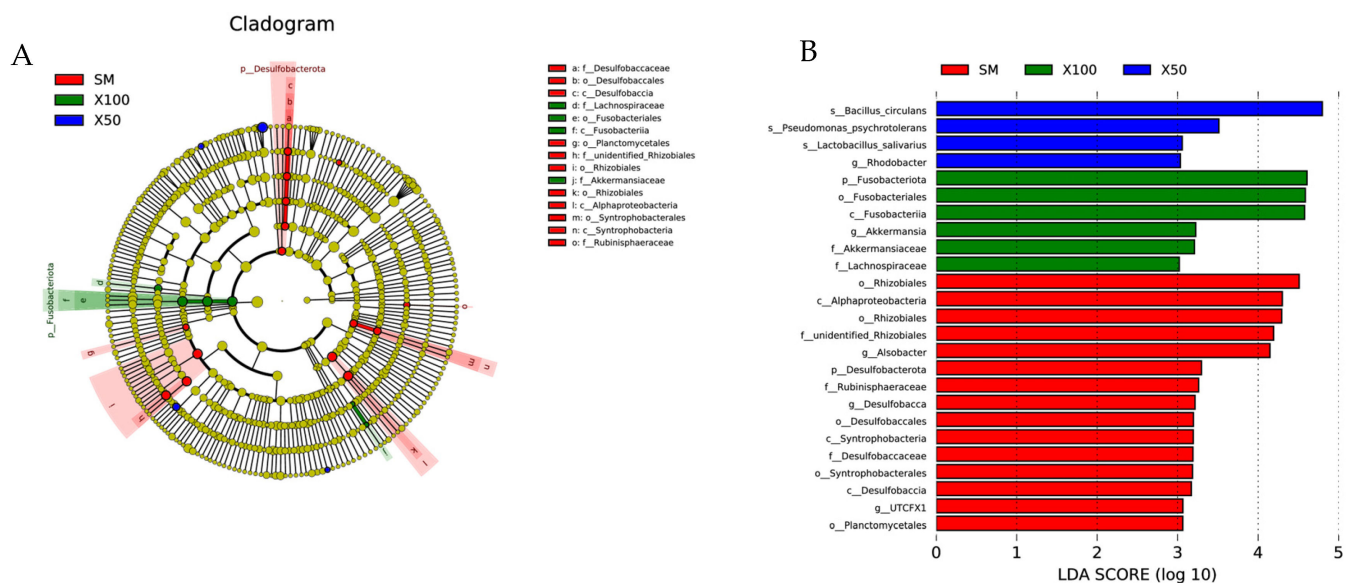 Cladogram
A
SM
X100
X50
p__Desulfobacterota
c
b
a
d
p__Fusobacteriota
f
e
g
l
h
o
m
n
k
i
j
a: f__Desulfobaccaceae
b: o__Desulfobaccales
c: c__Desulfobaccia
d: f__Lachnospiraceae
e: o__Fusobacteriales
f: c__Fusobacteriia
g: o__Planctomycetales
h: f__unidentified_Rhizobiales
i: o__Rhizobiales
j: f__Akkermansiaceae
k: o__Rhizobiales
l: c__Alphaproteobacteria
m: o__Syntrophobacterales
n: c__Syntrophobacteria
o: f__Rubinisphaeraceae
B
SM X100 X50
s__Bacillus_circulans
s__Pseudomonas_psychrotolerans
s__Lactobacillus_salivarius
g__Rhodobacter
p__Fusobacteriota
o__Fusobacteriales
c__Fusobacteriia
g__Akkermansia
f__Akkermansiaceae
f__Lachnospiraceae
o__Rhizobiales
c__Alphaproteobacteria
o__Rhizobiales
f__unidentified_Rhizobiales
g__Alsobacter
p__Desulfobacterota
f__Rubinisphaeraceae
g__Desulfobacca
o__Desulfobaccales
c__Syntrophobacteria
f__Desulfobaccaceae
o__Syntrophobacterales
c__Desulfobaccia
g__UTCFX1
o__Planctomycetales
0 1 2 3 4 5
LDA SCORE (log 10)